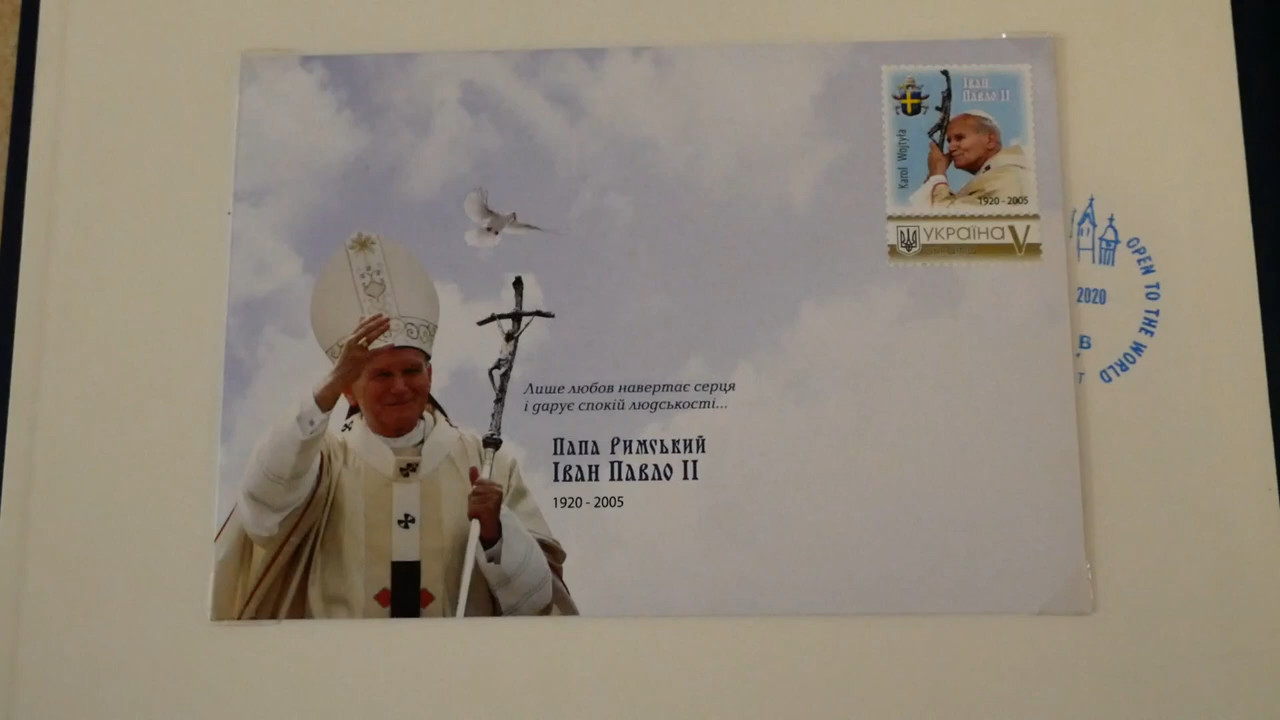 Іван
Павло II
Karol Wojtyła
1920 - 2005
УКРАЇНА V
OPEN TO THE WORLD
2020
Лише любов навертає серця
і дарує спокій людськості...
Папа Римський
Іван Павло II
1920 - 2005